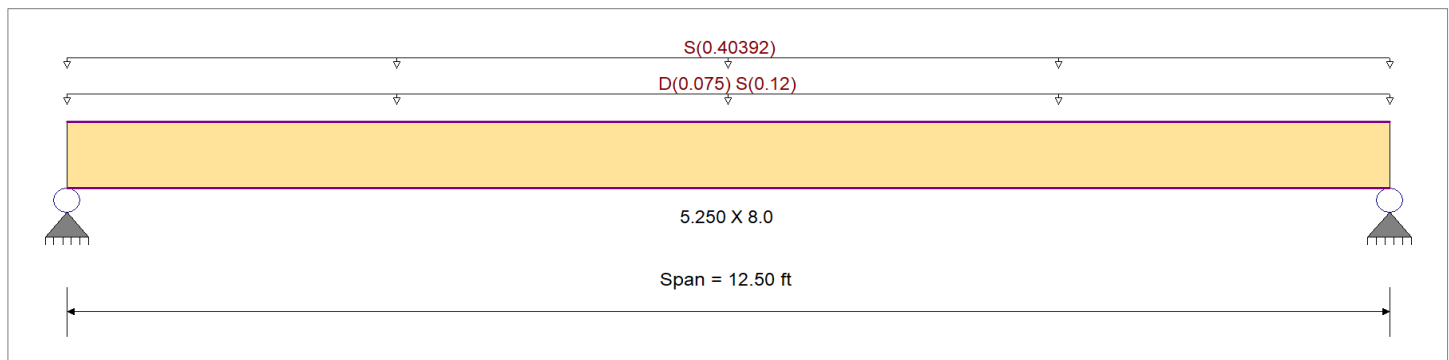 S(0.40392)
D(0.075) S(0.12)
5.250 X 8.0
Span = 12.50 ft